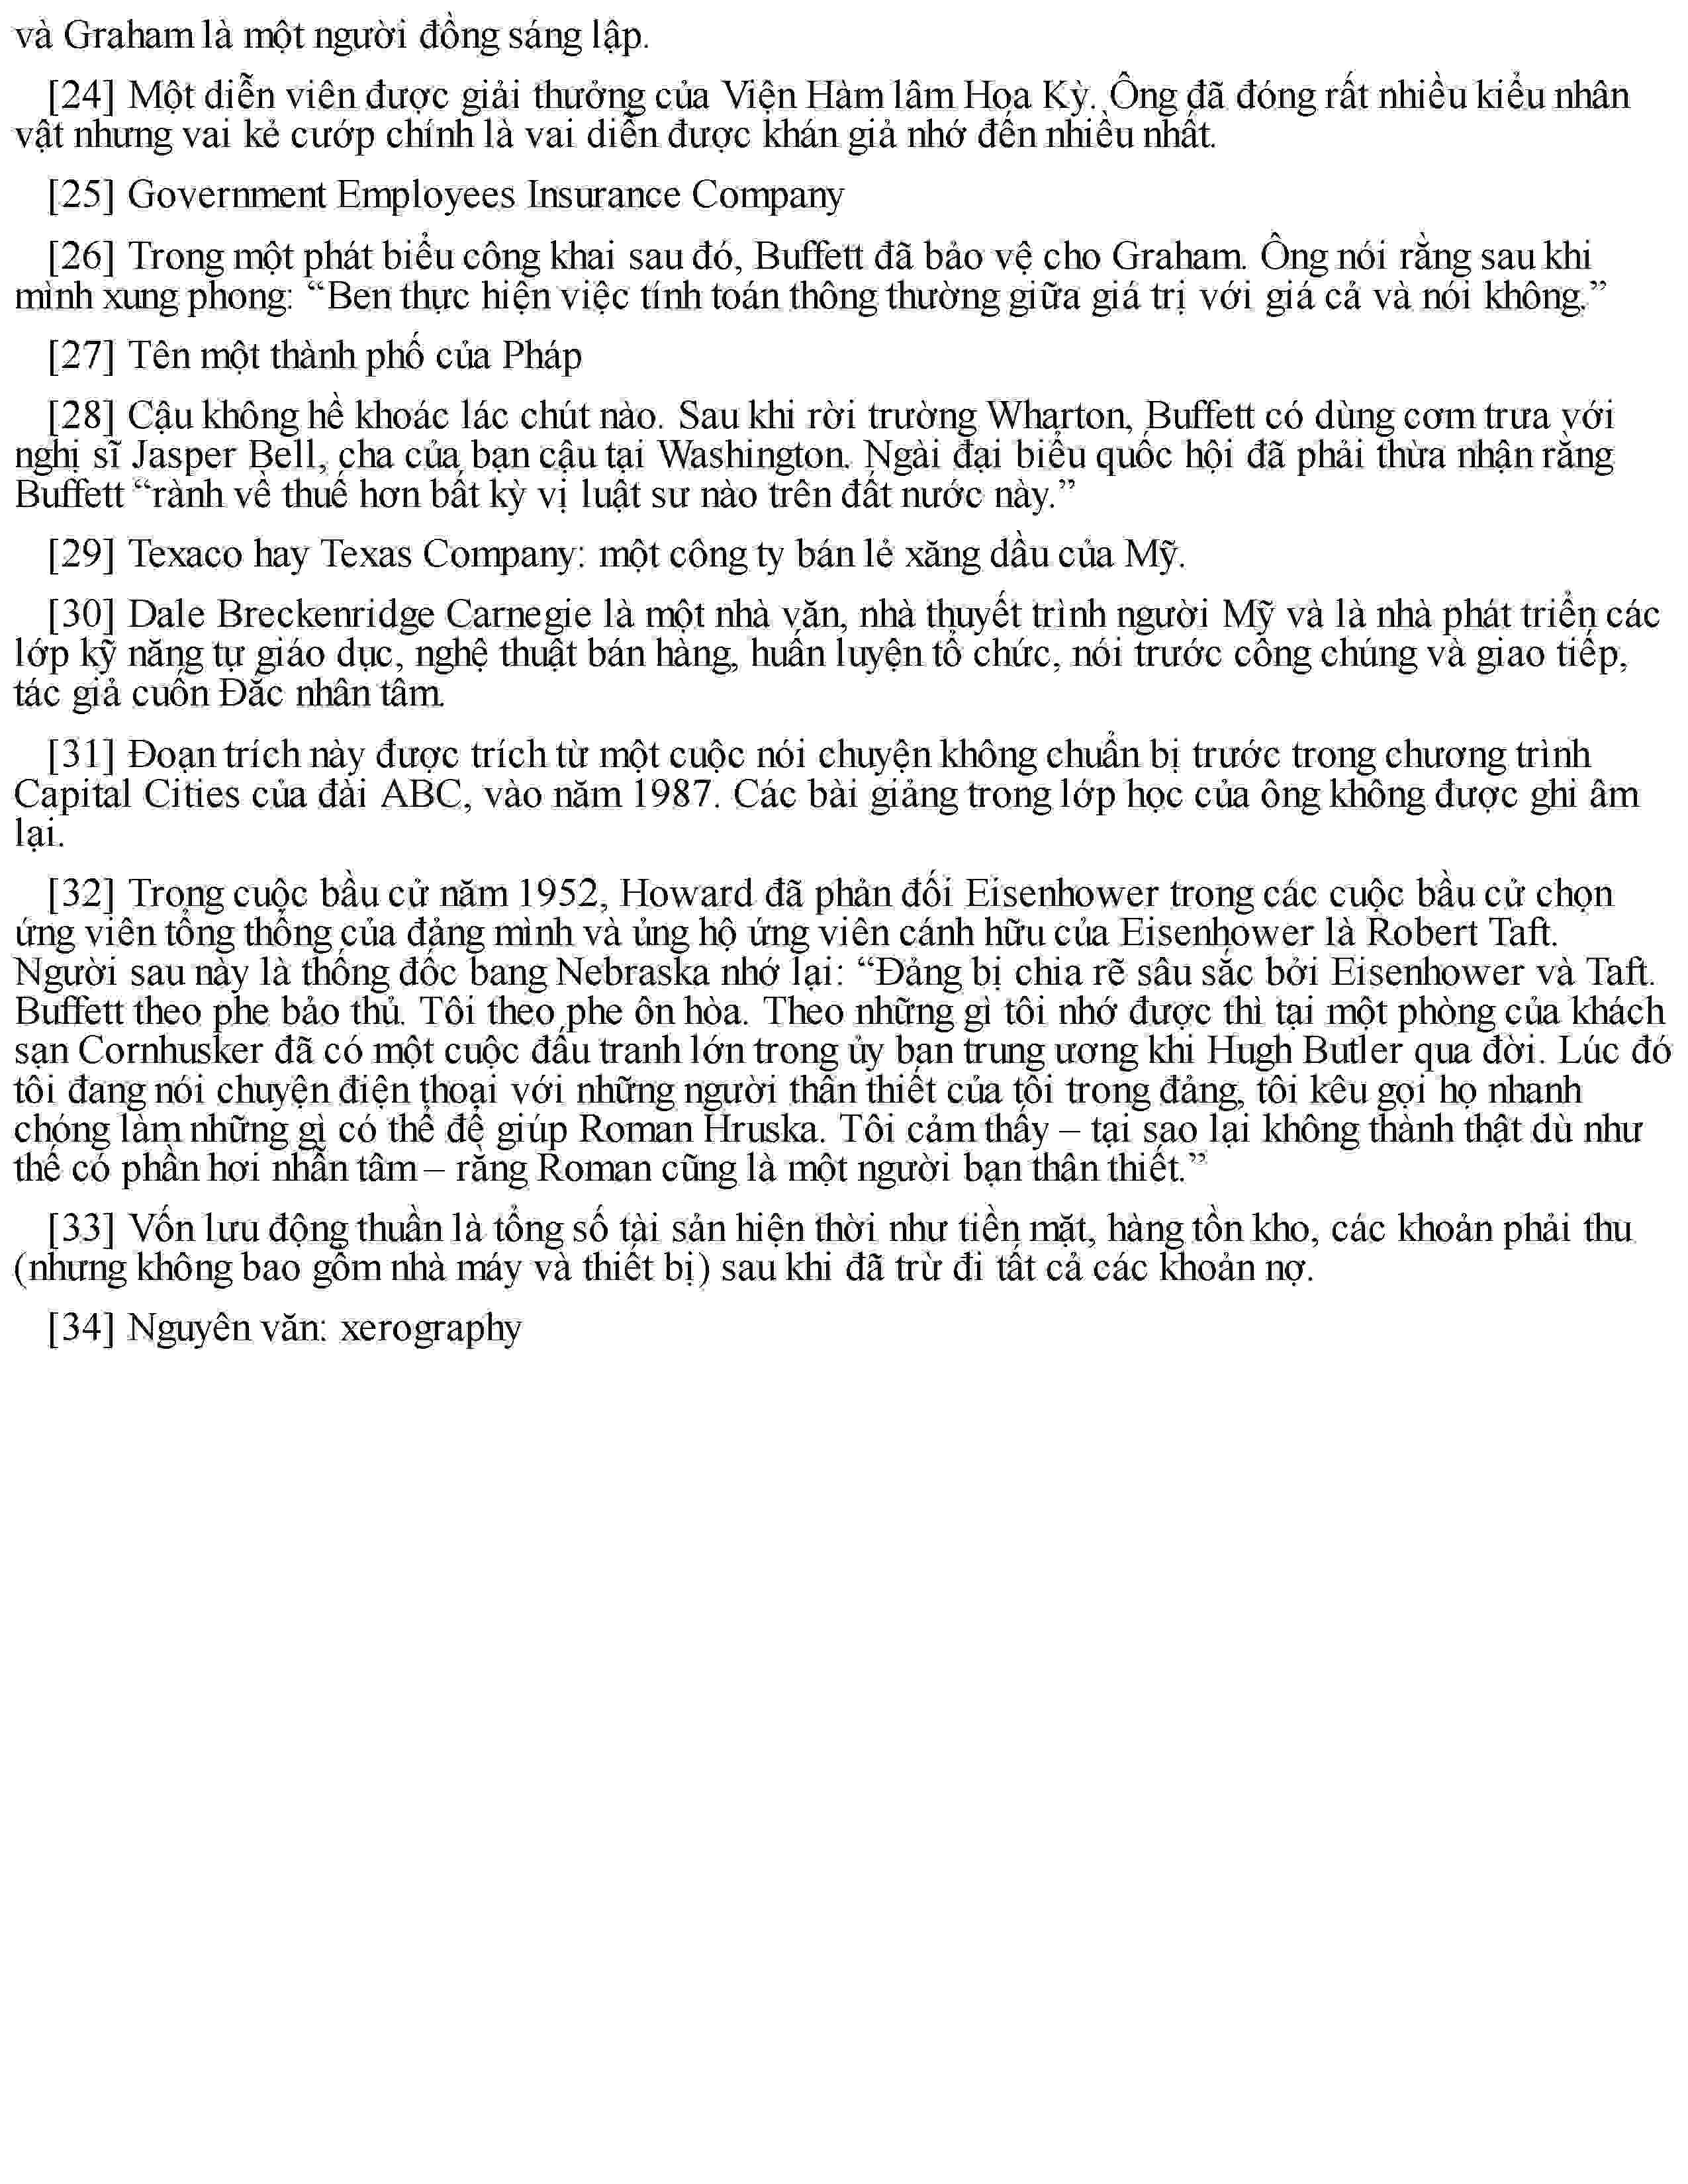 và Graham là một người đồng sáng lập.
[24] Một diễn viên được giải thưởng của Viện Hàm lâm Hoa Kỳ. Ông đã đóng rất nhiều kiểu nhân
vật nhưng vai kẻ cướp chính là vai diễn được khán giả nhớ đến nhiều nhất.
[25] Government Employees Insurance Company
[26] Trong một phát biểu công khai sau đó, Buffett đã bảo vệ cho Graham. Ông nói rằng sau khi
mình xung phong: “Ben thực hiện việc tính toán thông thường giữa giá trị với giá cả và nói không.”
[27] Tên một thành phố của Pháp
[28] Cậu không hề khoác lác chút nào. Sau khi rời trường Wharton, Buffett có dùng cơm trưa với
nghị sĩ Jasper Bell, cha của bạn cậu tại Washington. Ngài đại biểu quốc hội đã phải thừa nhận rằng
Buffett “rành về thuế hơn bất kỳ vị luật sư nào trên đất nước này.”
[29] Texaco hay Texas Company: một công ty bán lẻ xăng dầu của Mỹ.
[30] Dale Breckenridge Carnegie là một nhà văn, nhà thuyết trình người Mỹ và là nhà phát triển các
lớp kỹ năng tự giáo dục, nghệ thuật bán hàng, huấn luyện tổ chức, nói trước công chúng và giao tiếp,
tác giả cuốn Đắc nhân tâm.
[31] Đoạn trích này được trích từ một cuộc nói chuyện không chuẩn bị trước trong chương trình
Capital Cities của đài ABC, vào năm 1987. Các bài giảng trong lớp học của ông không được ghi âm
lại.
[32] Trong cuộc bầu cử năm 1952, Howard đã phản đối Eisenhower trong các cuộc bầu cử chọn
ứng viên tổng thống của đảng mình và ủng hộ ứng viên cánh hữu của Eisenhower là Robert Taft.
Người sau này là thống đốc bang Nebraska nhớ lại: “Đảng bị chia rẽ sâu sắc bởi Eisenhower và Taft.
Buffett theo phe bảo thủ. Tôi theo phe ôn hòa. Theo những gì tôi nhớ được thì tại một phòng của khách
sạn Cornhusker đã có một cuộc đấu tranh lớn trong ủy ban trung ương khi Hugh Butler qua đời. Lúc đó
tôi đang nói chuyện điện thoại với những người thân thiết của tôi trong đảng, tôi kêu gọi họ nhanh
chóng làm những gì có thể để giúp Roman Hruska. Tôi cảm thấy – tại sao lại không thành thật dù như
thế có phần hơi nhẫn tâm – rằng Roman cũng là một người bạn thân thiết.”
[33] Vốn lưu động thuần là tổng số tài sản hiện thời như tiền mặt, hàng tồn kho, các khoản phải thu
(nhưng không bao gồm nhà máy và thiết bị) sau khi đã trừ đi tất cả các khoản nợ.
[34] Nguyên văn: xerography